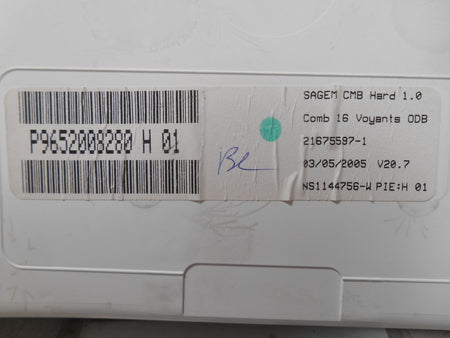 P9652008280 H 01
SAGEM CMB Hard 1.0
Comb 16 Voyants ODB
21675597-1
03/05/2005 V20.7
NS1144756-W PIE:H 01